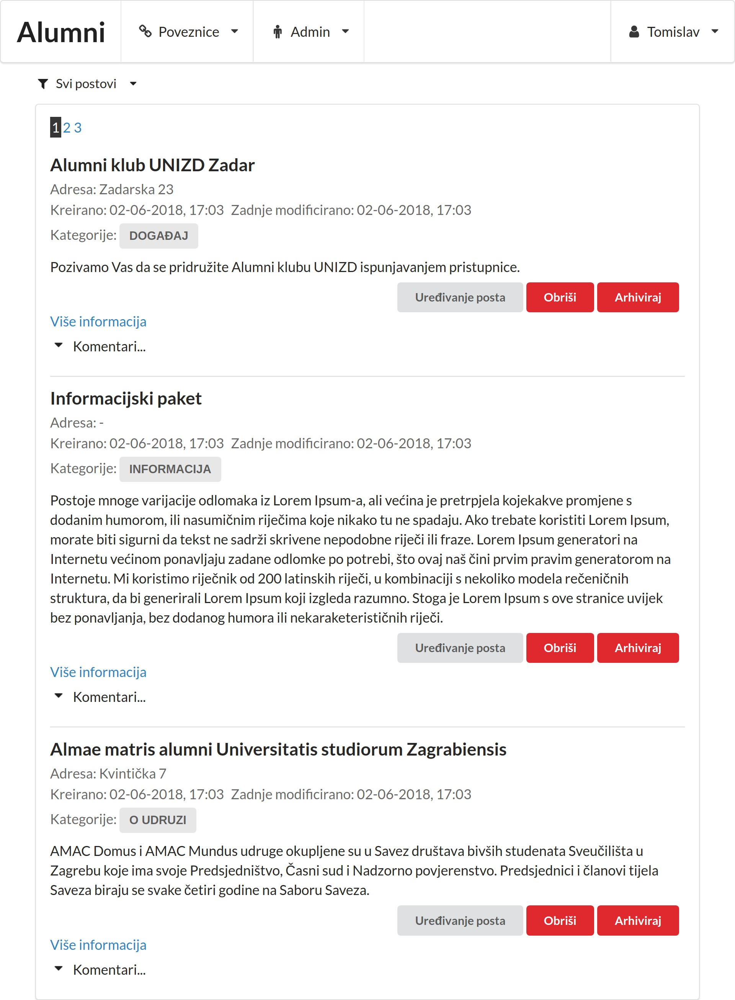 Alumni Poveznice Admin Tomislav
Svi postovi
1 2 3
Alumni klub UNIZD Zadar
Adresa: Zadarska 23
Kreirano: 02-06-2018, 17:03 Zadnje modificirano: 02-06-2018, 17:03
Kategorije: DOGAĐAJ
Pozivamo Vas da se pridružite Alumni klubu UNIZD ispunjavanjem pristupnice.
Uređivanje posta Obriši Arhiviraj
Više informacija
Komentari...
Informacijski paket
Adresa: -
Kreirano: 02-06-2018, 17:03 Zadnje modificirano: 02-06-2018, 17:03
Kategorije: INFORMACIJA
Postoje mnoge varijacije odlomaka iz Lorem Ipsum-a, ali većina je pretrpjela kojekakve promjene s
dodanim humorom, ili nasumičnim riječima koje nikako tu ne spadaju. Ako trebate koristiti Lorem Ipsum,
morate biti sigurni da tekst ne sadrži skrivene nepodobne riječi ili fraze. Lorem Ipsum generatori na
Internetu većinom ponavljaju zadane odlomke po potrebi, što ovaj naš čini prvim pravim generatorom na
Internetu. Mi koristimo riječnik od 200 latinskih riječi, u kombinaciji s nekoliko modela rečeničnih
struktura, da bi generirali Lorem Ipsum koji izgleda razumno. Stoga je Lorem Ipsum s ove stranice uvijek
bez ponavljanja, bez dodanog humora ili nekaraketerističnih riječi.
Uređivanje posta Obriši Arhiviraj
Više informacija
Komentari...
Almae matris alumni Universitatis studiorum Zagrabiensis
Adresa: Kvintička 7
Kreirano: 02-06-2018, 17:03 Zadnje modificirano: 02-06-2018, 17:03
Kategorije: O UDRUZI
AMAC Domus i AMAC Mundus udruge okupljene su u Savez društava bivših studenata Sveučilišta u
Zagrebu koje ima svoje Predsjedništvo, Časni sud i Nadzorno povjerenstvo. Predsjednici i članovi tijela
Saveza biraju se svake četiri godine na Saboru Saveza.
Uređivanje posta Obriši Arhiviraj
Više informacija
Komentari...